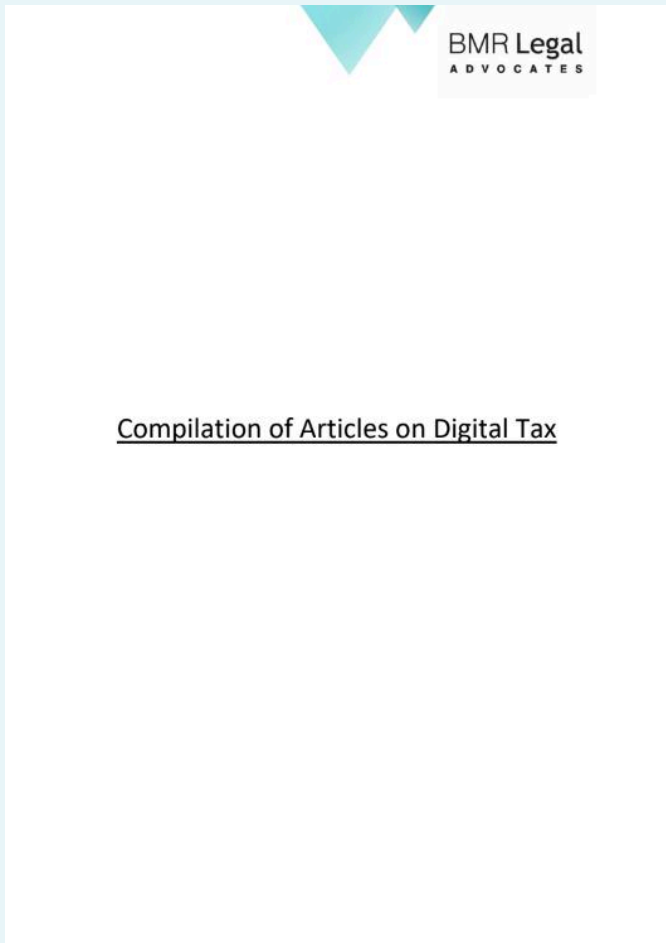 BMR Legal
ADVOCATES
Compilation of Articles on Digital Tax